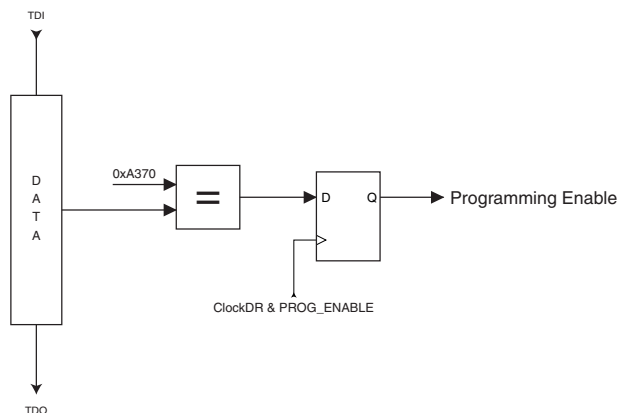 TDI
D
A
T
A
0xA370
=
D
Q
Programming Enable
ClockDR & PROG_ENABLE
TDO